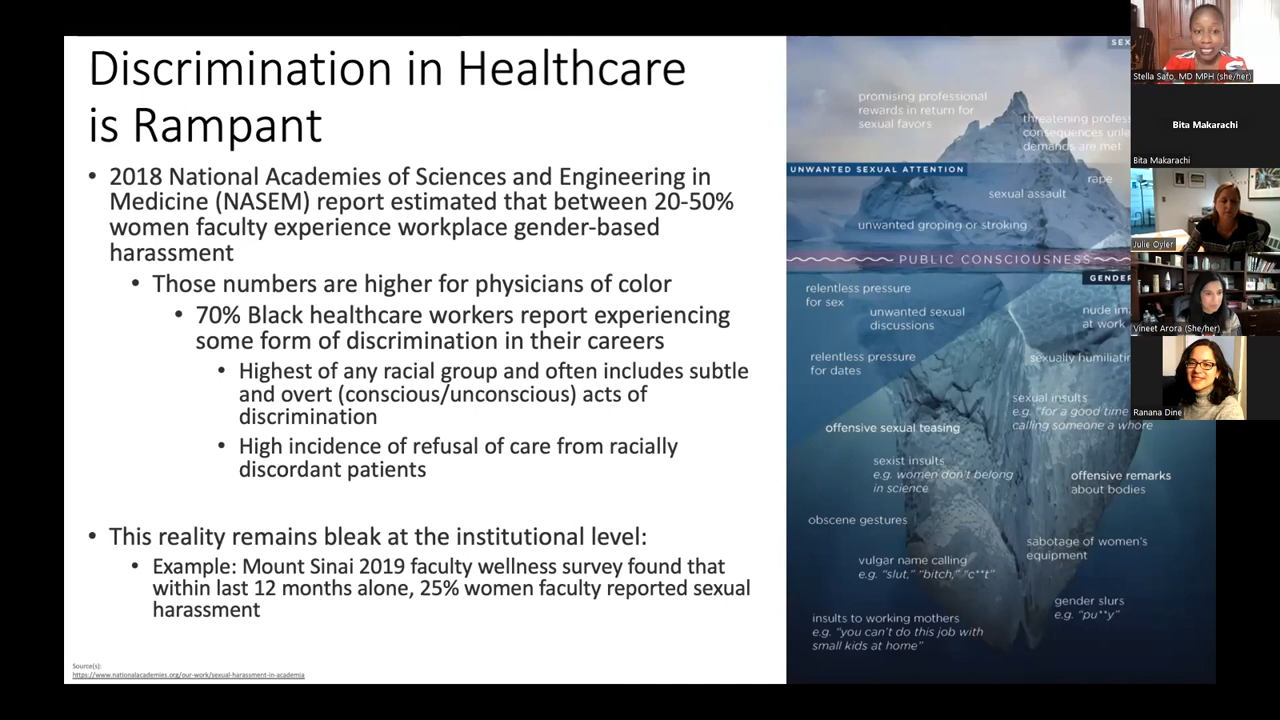 Discrimination in Healthcare
is Rampant
• 2018 National Academies of Sciences and Engineering in
Medicine (NASEM) report estimated that between 20-50%
women faculty experience workplace gender-based
harassment
• Those numbers are higher for physicians of color
• 70% Black healthcare workers report experiencing
some form of discrimination in their careers
• Highest of any racial group and often includes subtle
and overt (conscious/unconscious) acts of
discrimination
• High incidence of refusal of care from racially
discordant patients
• This reality remains bleak at the institutional level:
• Example: Mount Sinai 2019 faculty wellness survey found that
within last 12 months alone, 25% women faculty reported sexual
harassment
Source(s):
https://www.nationalacademies.org/our-work/sexual-harassment-in-academia
SEX
promising professional
rewards in return for
sexual favors
threatening profes
consequences unle
demands are met
UNWANTED SEXUAL ATTENTION
rape
sexual assault
unwanted groping or stroking
PUBLIC CONSCIOUSNESS
GENDER
relentless pressure
for sex
unwanted sexual
discussions
nude im
at work
relentless pressure
for dates
sexually humiliatin
sexual insults
e.g. "for a good time
calling someone a whore
offensive sexual teasing
sexist insults
e.g. women don't belong
in science
offensive remarks
about bodies
obscene gestures
sabotage of women's
equipment
vulgar name calling
e.g. "slut," "bitch," "c**t"
gender slurs
e.g. "pu**y"
insults to working mothers
e.g. "you can't do this job with
small kids at home"
Stella Safo, MD MPH (she/her)
Bita Makarachi
Bita Makarachi
Julie Oyler
Vineet Arora (She/her)
Ranana Dine